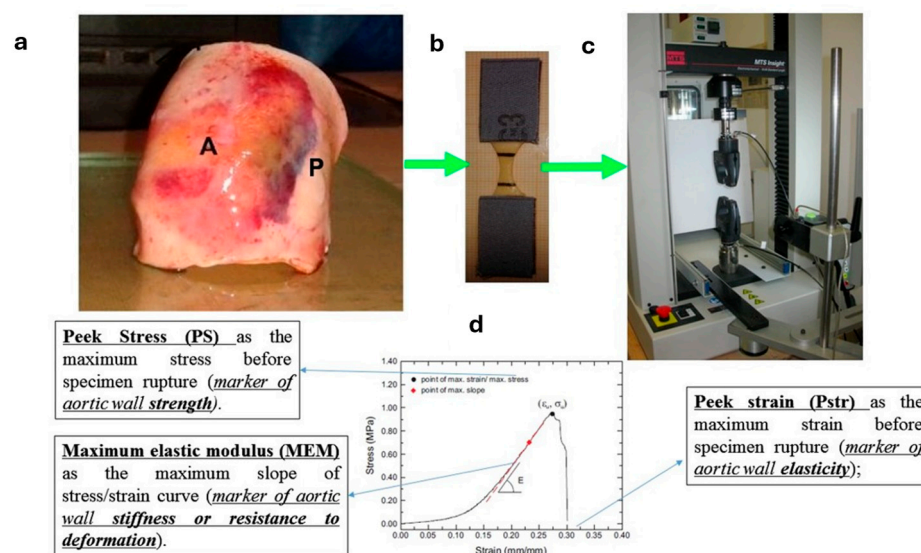 a
b
c
A
P
3
MTS
MTS Insight
d
Peek Stress (PS) as the
maximum stress before
specimen rupture (marker of
aortic wall strength).
Maximum elastic modulus (MEM)
as the maximum slope of
stress/strain curve (marker of aortic
wall stiffness or resistance to
deformation).
Stress (MPa)
1.40
1.20
1.00
0.80
0.60
0.40
0.20
0.00
point of max. strain/ max. stress
point of max. slope
(εu, σu)
E
0.00 0.05 0.10 0.15 0.20 0.25 0.30 0.35 0.40
Strain (mm/mm)
Peek strain (Pstr) as the
maximum strain before
specimen rupture (marker of
aortic wall elasticity);